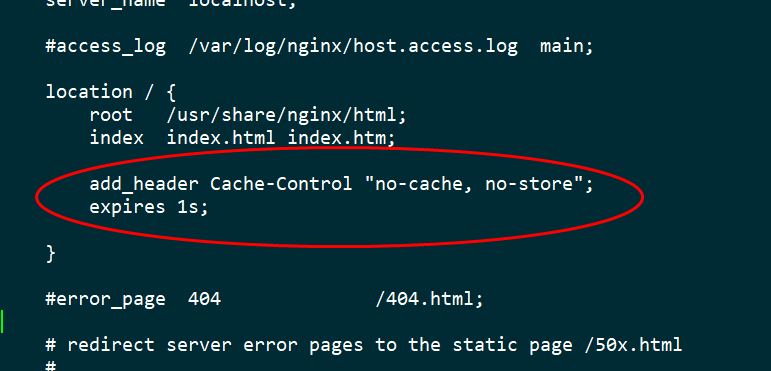 server_name localhost;
#access_log /var/log/nginx/host.access.log main;
location / {
root /usr/share/nginx/html;
index index.html index.htm;
add_header Cache-Control "no-cache, no-store";
expires 1s;
}
#error_page 404 /404.html;
# redirect server error pages to the static page /50x.html
#